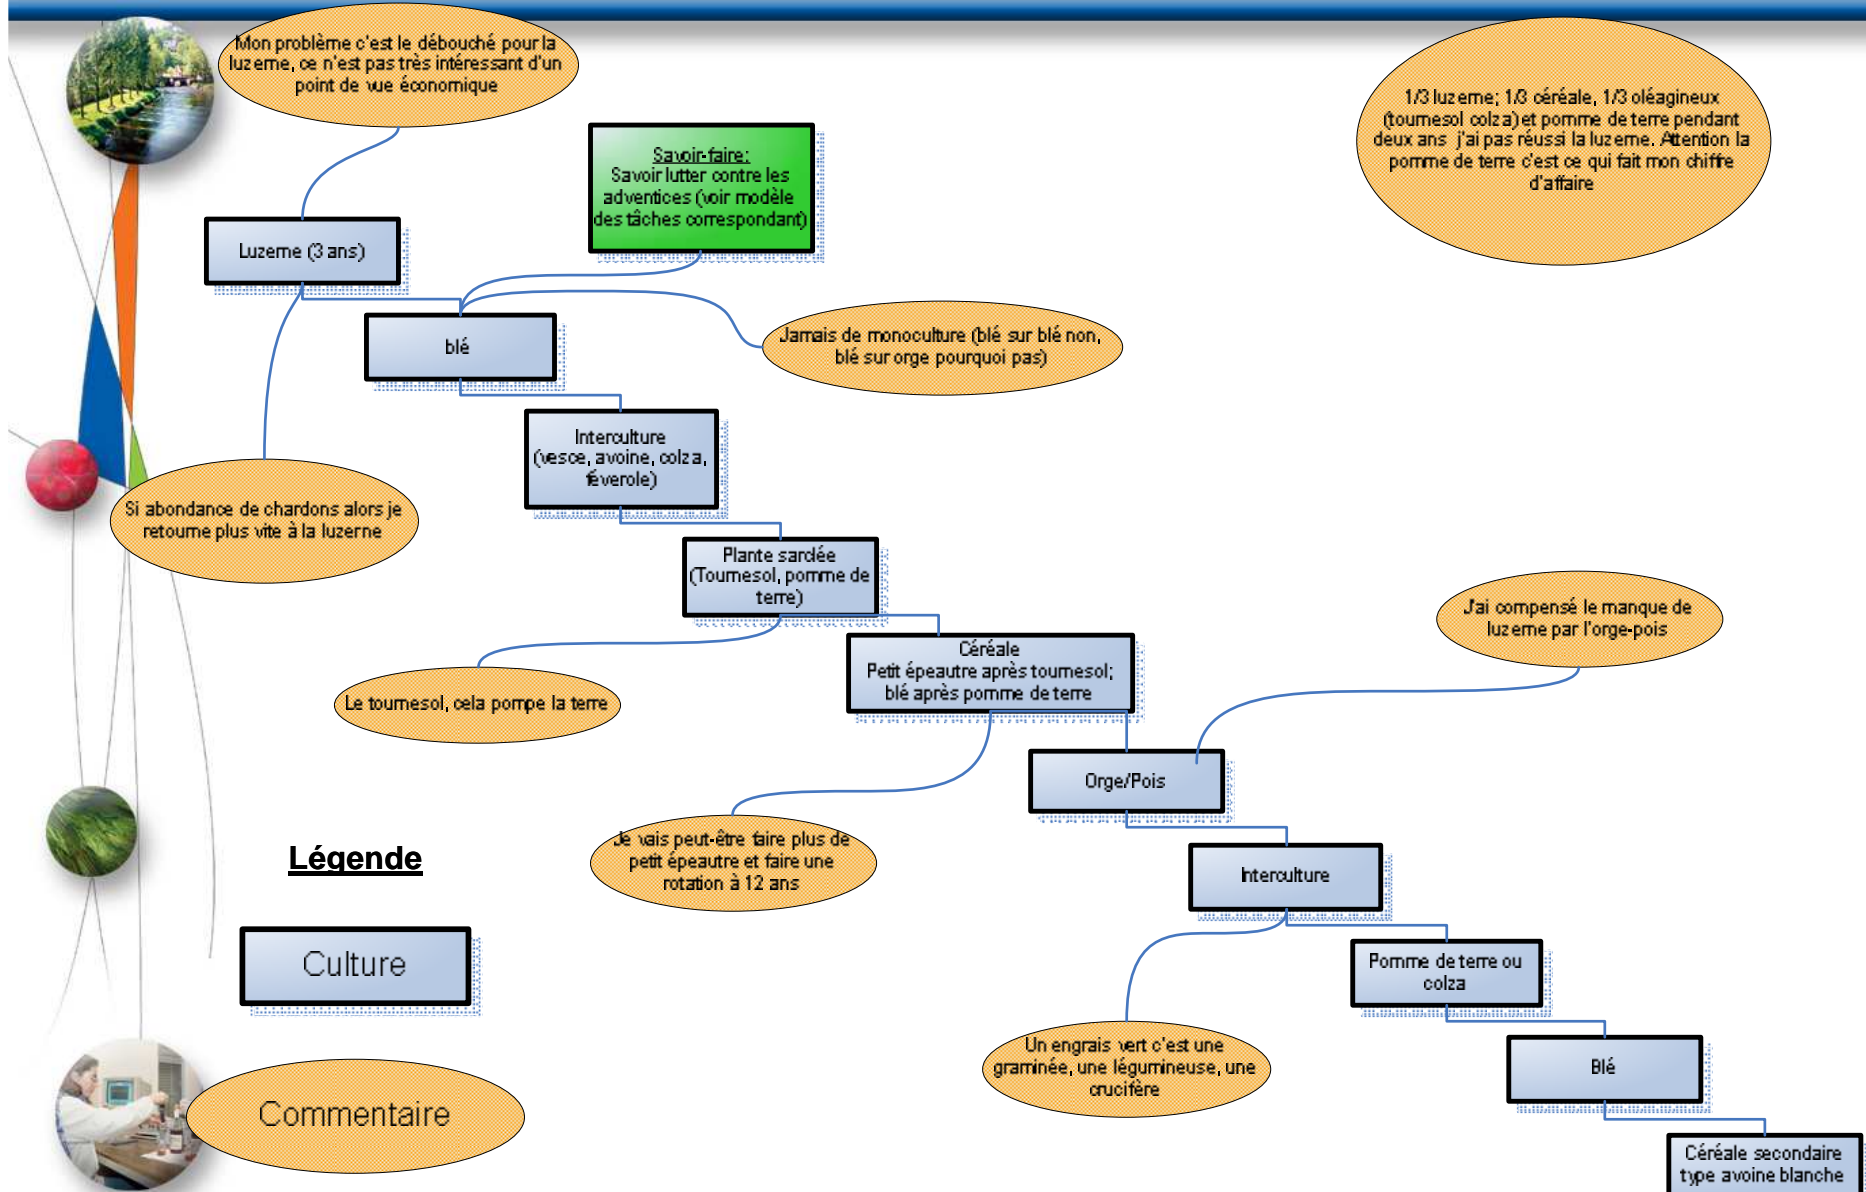 Mon problème c'est le débouché pour la
luzerne, ce n'est pas très intéressant d'un
point de vue économique
1/3 luzerne; 1/3 céréale, 1/3 oléagineux
(tournesol colza) et pomme de terre pendant
deux ans j'ai pas réussi la luzerne. Attention la
pomme de terre c'est ce qui fait mon chiffre
d'affaire
Savoir-faire:
Savoir lutter contre les
adventices (voir modèle
des tâches correspondant)
Luzerne (3 ans)
blé
Jamais de monoculture (blé sur blé non,
blé sur orge pourquoi pas)
Interculture
(vesce, avoine, colza,
féverole)
Si abondance de chardons alors je
retourne plus vite à la luzerne
Plante sarclée
(Tournesol, pomme de
terre)
J'ai compensé le manque de
luzerne par l'orge-pois
Céréale
Petit épeautre après tournesol;
blé après pomme de terre
Le tournesol, cela pompe la terre
Orge/Pois
Je vais peut-être faire plus de
petit épeautre et faire une
rotation à 12 ans
Légende
Interculture
Culture
Pomme de terre ou
colza
Un engrais vert c'est une
graminée, une légumineuse, une
crucifère
Blé
Commentaire
Céréale secondaire
type avoine blanche